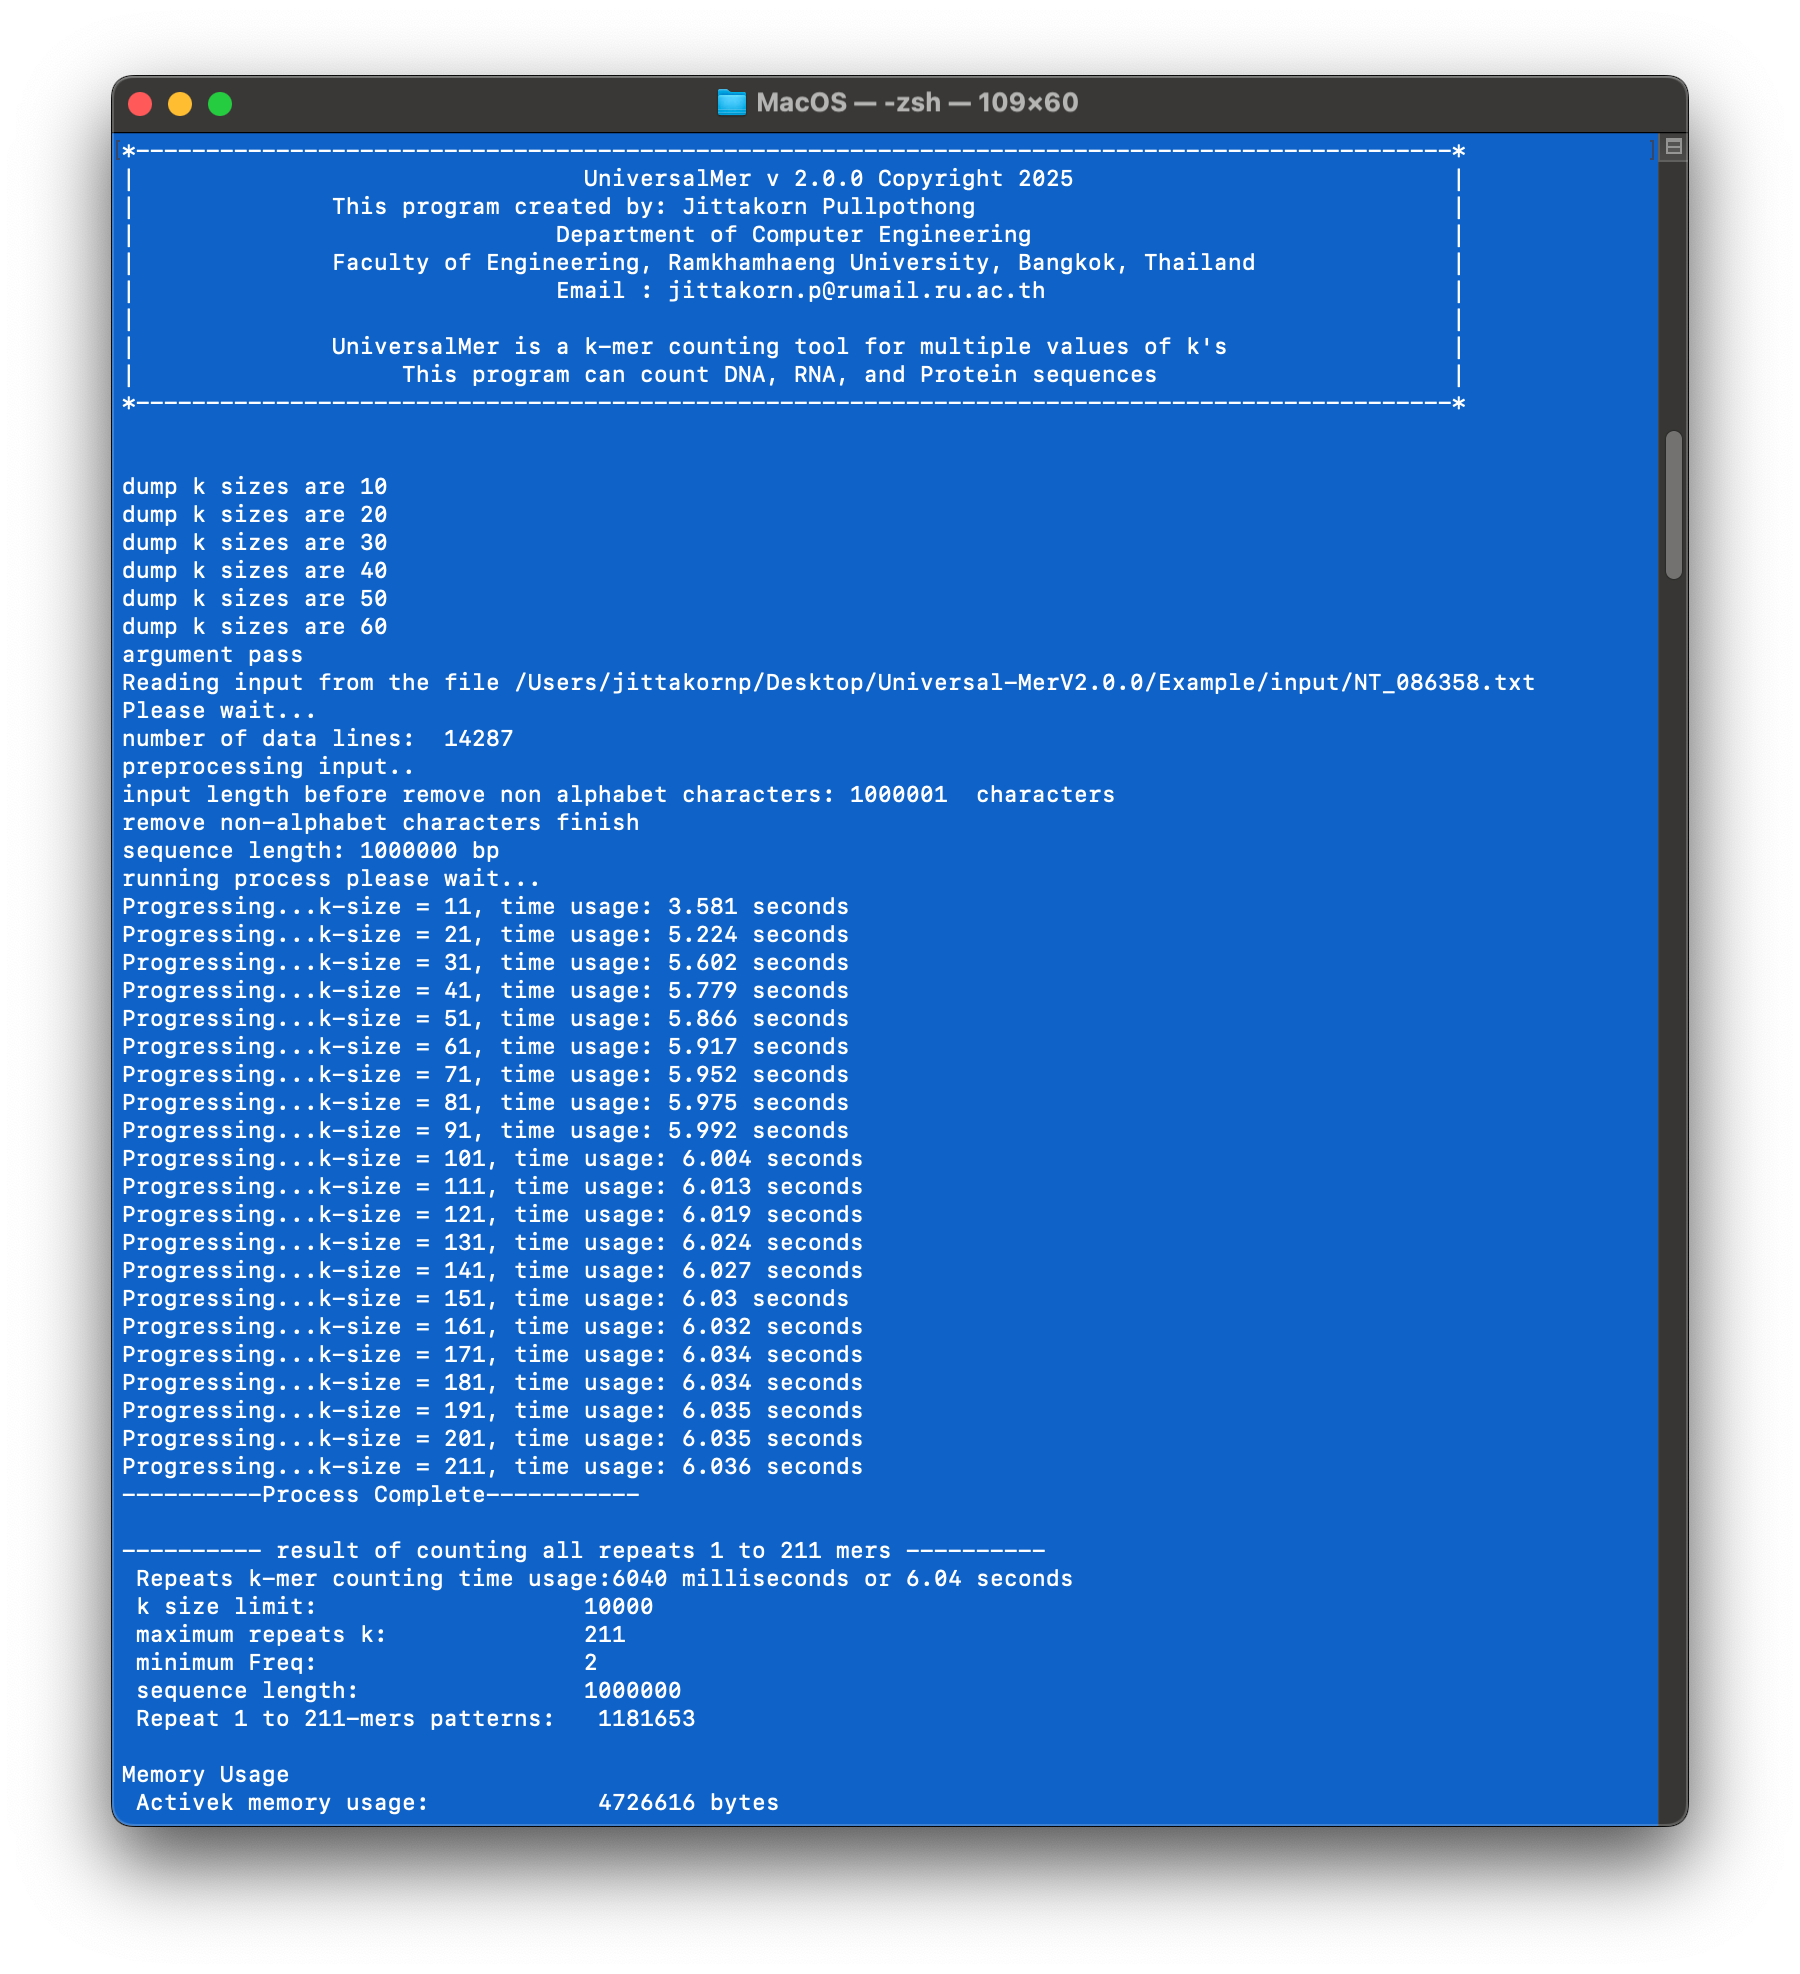 MacOS — -zsh — 109×60
*----------------------------------------------------------------------------------------------*
| UniversalMer v 2.0.0 Copyright 2025 |
| This program created by: Jittakorn Pullpothong |
| Department of Computer Engineering |
| Faculty of Engineering, Ramkhamhaeng University, Bangkok, Thailand |
| Email : jittakorn.p@rumail.ru.ac.th |
| |
| UniversalMer is a k-mer counting tool for multiple values of k's |
| This program can count DNA, RNA, and Protein sequences |
*----------------------------------------------------------------------------------------------*
dump k sizes are 10
dump k sizes are 20
dump k sizes are 30
dump k sizes are 40
dump k sizes are 50
dump k sizes are 60
argument pass
Reading input from the file /Users/jittakornp/Desktop/Universal-MerV2.0.0/Example/input/NT_086358.txt
Please wait...
number of data lines:  14287
preprocessing input..
input length before remove non alphabet characters: 1000001  characters
remove non-alphabet characters finish
sequence length: 1000000 bp
running process please wait...
Progressing...k-size = 11, time usage: 3.581 seconds
Progressing...k-size = 21, time usage: 5.224 seconds
Progressing...k-size = 31, time usage: 5.602 seconds
Progressing...k-size = 41, time usage: 5.779 seconds
Progressing...k-size = 51, time usage: 5.866 seconds
Progressing...k-size = 61, time usage: 5.917 seconds
Progressing...k-size = 71, time usage: 5.952 seconds
Progressing...k-size = 81, time usage: 5.975 seconds
Progressing...k-size = 91, time usage: 5.992 seconds
Progressing...k-size = 101, time usage: 6.004 seconds
Progressing...k-size = 111, time usage: 6.013 seconds
Progressing...k-size = 121, time usage: 6.019 seconds
Progressing...k-size = 131, time usage: 6.024 seconds
Progressing...k-size = 141, time usage: 6.027 seconds
Progressing...k-size = 151, time usage: 6.03 seconds
Progressing...k-size = 161, time usage: 6.032 seconds
Progressing...k-size = 171, time usage: 6.034 seconds
Progressing...k-size = 181, time usage: 6.034 seconds
Progressing...k-size = 191, time usage: 6.035 seconds
Progressing...k-size = 201, time usage: 6.035 seconds
Progressing...k-size = 211, time usage: 6.036 seconds
----------Process Complete-----------
---------- result of counting all repeats 1 to 211 mers ----------
Repeats k-mer counting time usage:6040 milliseconds or 6.04 seconds
k size limit: 10000
maximum repeats k: 211
minimum Freq: 2
sequence length: 1000000
Repeat 1 to 211-mers patterns: 1181653
Memory Usage
Activek memory usage: 4726616 bytes